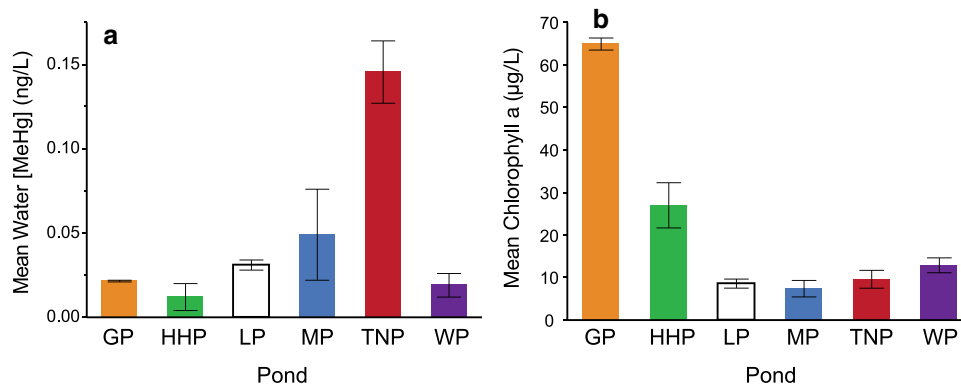 a
Mean Water [MeHg] (ng/L)
0.15
0.10
0.05
0.00
GP HHP LP MP TNP WP
Pond
b
Mean Chlorophyll a (µg/L)
70
60
50
40
30
20
10
0
GP HHP LP MP TNP WP
Pond